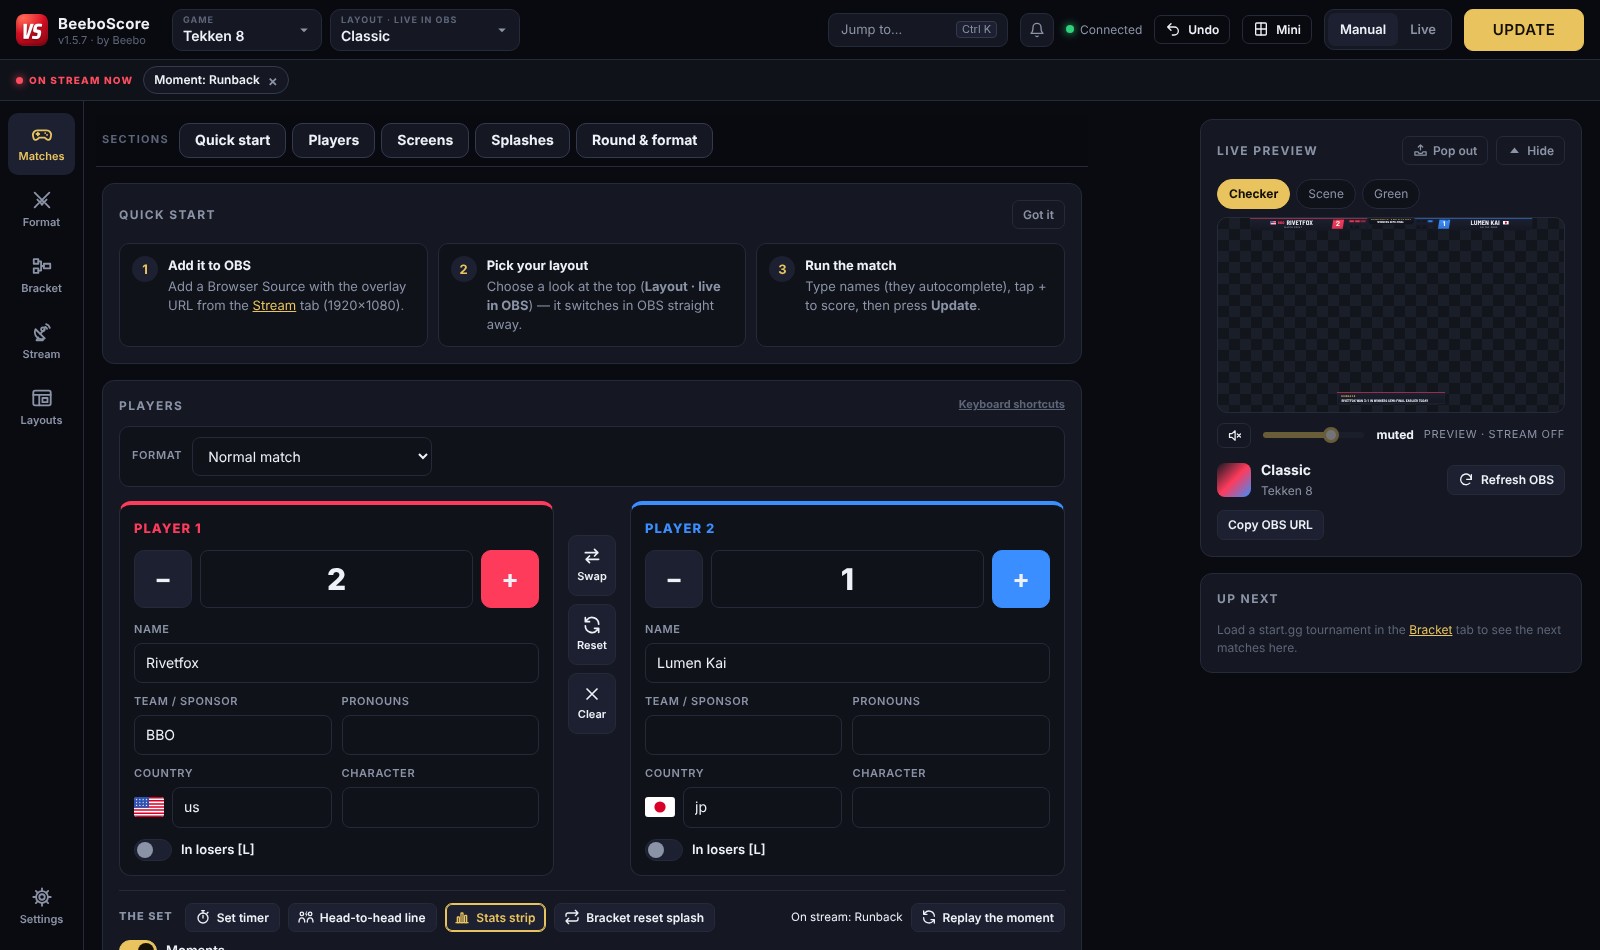 VS
BeeboScore
v1.5.7 · by Beebo
GAME
Tekken 8
LAYOUT · LIVE IN OBS
Classic
Jump to...
Ctrl K
Connected
Undo
Mini
Manual
Live
UPDATE
ON STREAM NOW
Moment: Runback ×
Matches
Format
Bracket
Stream
Layouts
Settings
SECTIONS
Quick start
Players
Screens
Splashes
Round & format
QUICK START
Got it
1
Add it to OBS
Add a Browser Source with the overlay
URL from the Stream tab (1920×1080).
2
Pick your layout
Choose a look at the top (Layout · live
in OBS) — it switches in OBS straight
away.
3
Run the match
Type names (they autocomplete), tap +
to score, then press Update.
PLAYERS
Keyboard shortcuts
FORMAT
Normal match
PLAYER 1
−
2
+
NAME
Rivetfox
TEAM / SPONSOR
PRONOUNS
BBO
COUNTRY
CHARACTER
us
In losers [L]
Swap
Reset
Clear
PLAYER 2
−
1
+
NAME
Lumen Kai
TEAM / SPONSOR
PRONOUNS
COUNTRY
CHARACTER
jp
In losers [L]
THE SET
Set timer
Head-to-head line
Stats strip
Bracket reset splash
On stream: Runback
Replay the moment
Moments
LIVE PREVIEW
Pop out
Hide
Checker
Scene
Green
RIVETFOX
2
1
LUMEN KAI
muted
PREVIEW · STREAM OFF
Classic
Tekken 8
Refresh OBS
Copy OBS URL
UP NEXT
Load a start.gg tournament in the Bracket tab to see the next
matches here.